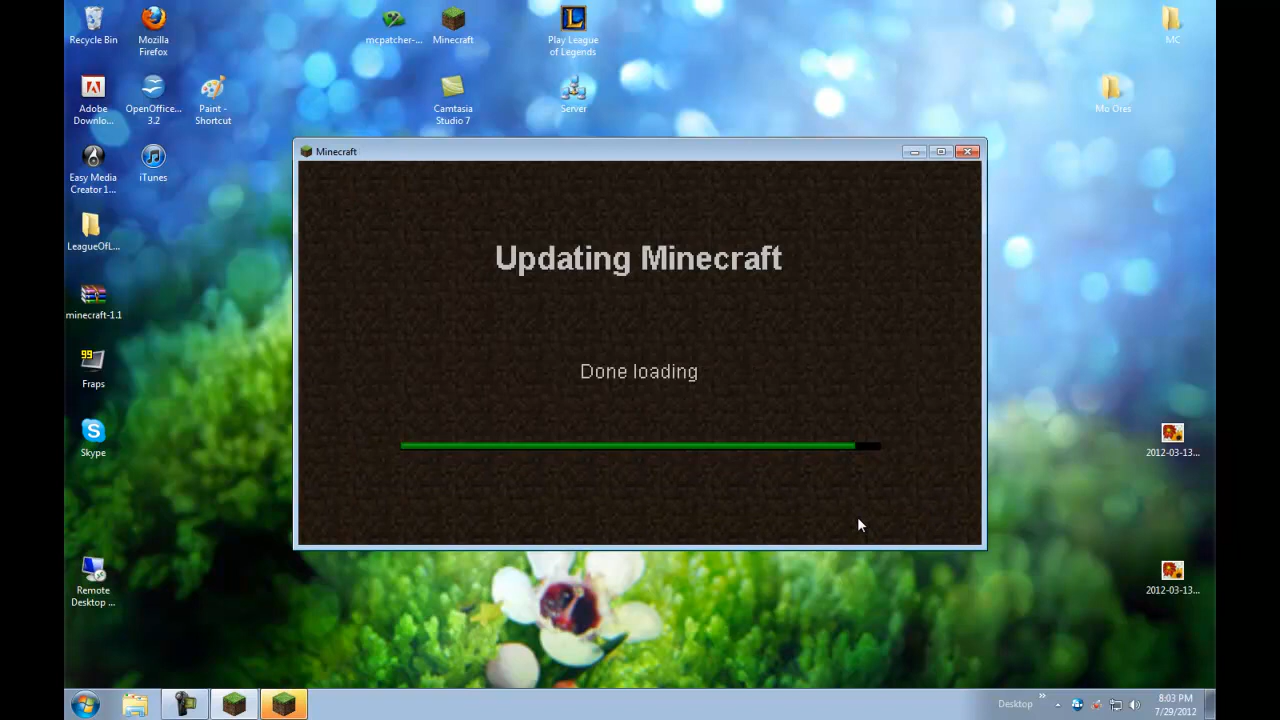 Recycle Bin
Mozilla
Firefox
mcpatcher-...
Minecraft
Play League
of Legends
MC
Adobe
Downlo...
OpenOffice...
3.2
Paint -
Shortcut
Camtasia
Studio 7
Server
Mo Ores
Easy Media
Creator 1...
iTunes
LeagueOfL...
minecraft-1.1
99
Fraps
Skype
Remote
Desktop ...
Minecraft
Updating Minecraft
Done loading
2012-03-13...
2012-03-13...
Desktop
8:03 PM
7/29/2012